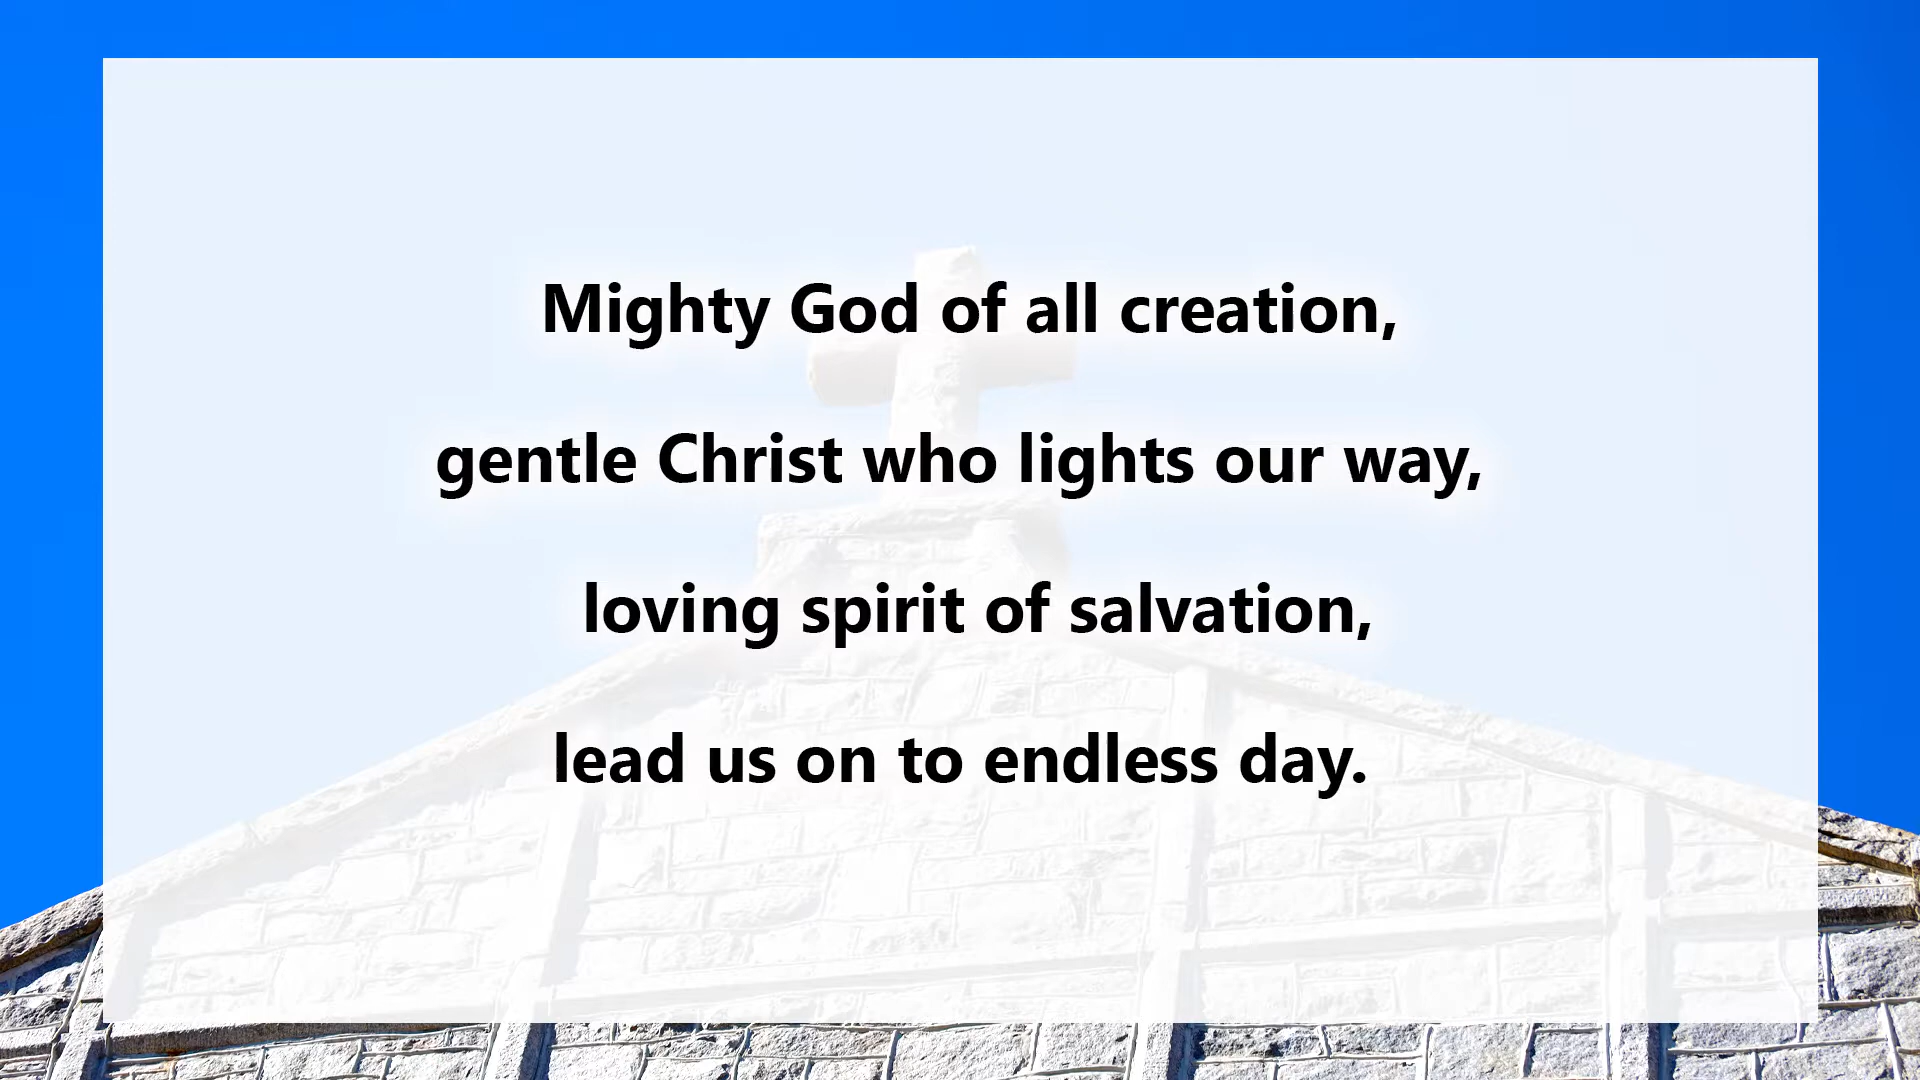 Mighty God of all creation,
gentle Christ who lights our way,
loving spirit of salvation,
lead us on to endless day.